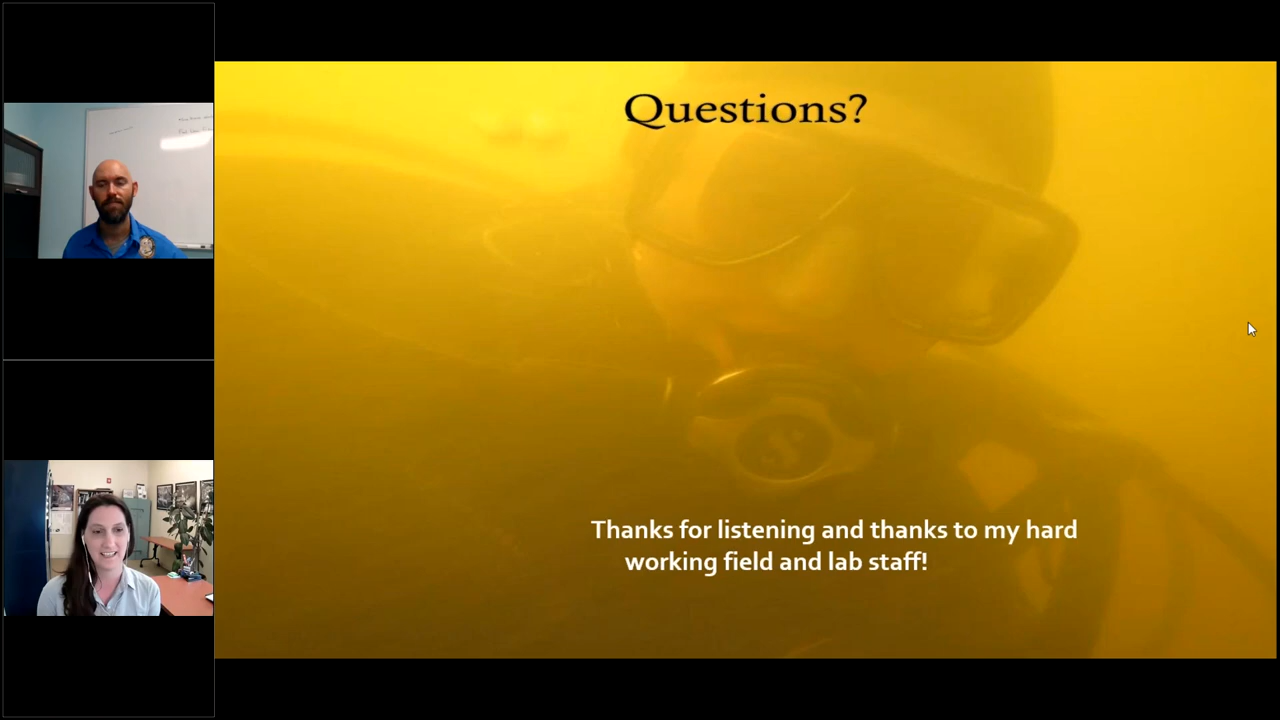 Questions?
Thanks for listening and thanks to my hard
working field and lab staff!